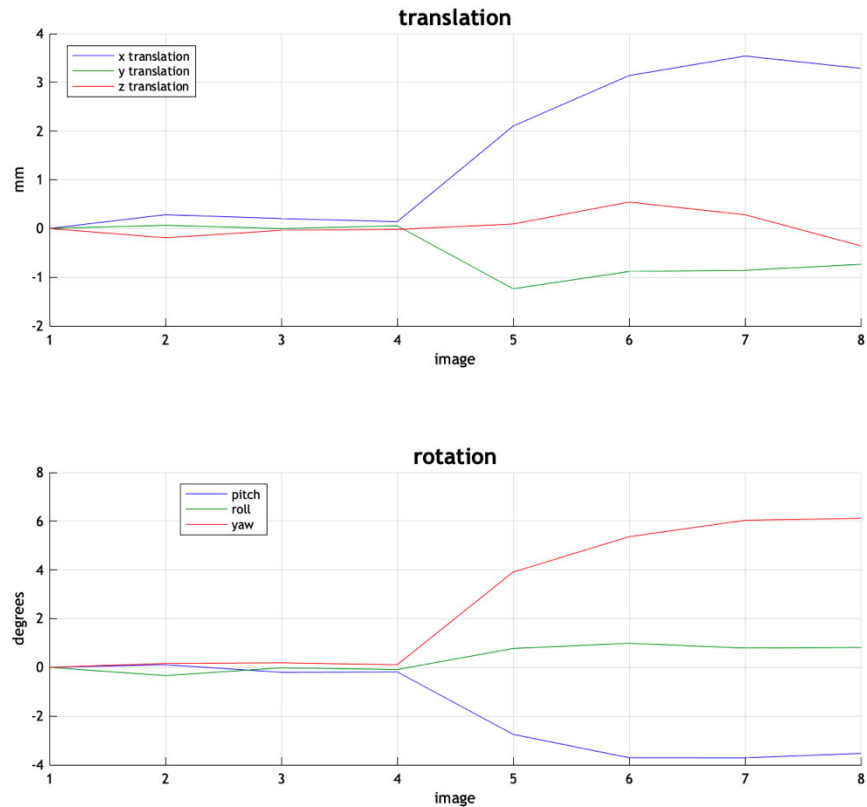 translation
4
3
2
1
0
-1
-2
mm
x translation
y translation
z translation
1 2 3 4 5 6 7 8
image
rotation
8
6
4
2
0
-2
-4
degrees
pitch
roll
yaw
1 2 3 4 5 6 7 8
image